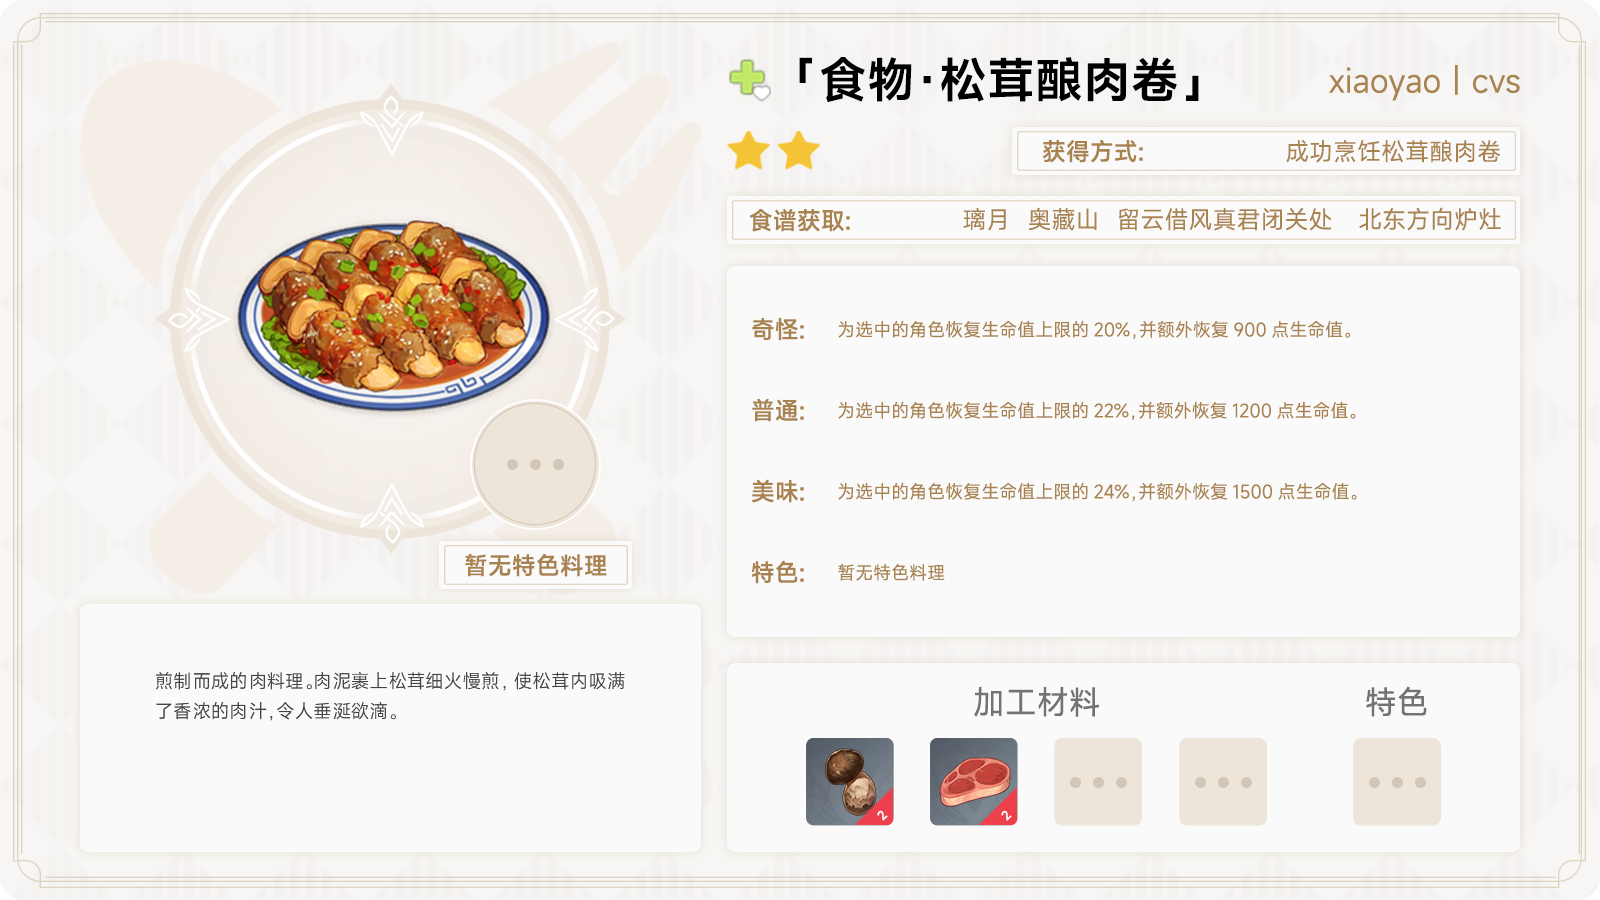 「食物·松茸酿肉卷」
xiaoyao | cvs
获得方式: 成功烹饪松茸酿肉卷
食谱获取: 璃月 奥藏山 留云借风真君闭关处 北东方向炉灶
奇怪: 为选中的角色恢复生命值上限的 20%,并额外恢复 900 点生命值。
普通: 为选中的角色恢复生命值上限的 22%,并额外恢复 1200 点生命值。
美味: 为选中的角色恢复生命值上限的 24%,并额外恢复 1500 点生命值。
特色: 暂无特色料理
暂无特色料理
煎制而成的肉料理。肉泥裹上松茸细火慢煎, 使松茸内吸满
了香浓的肉汁,令人垂涎欲滴。
加工材料 特色
2 2